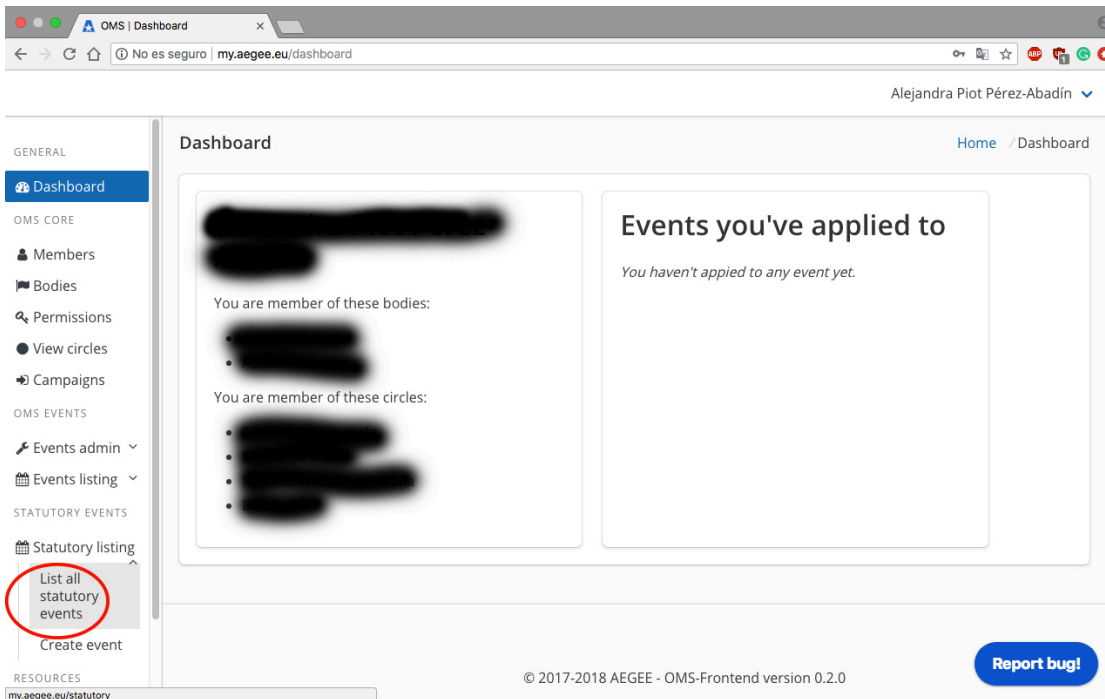 OMS | Dashboard
No es seguro | my.aegee.eu/dashboard
ABP
1
Alejandra Piot Pérez-Abadín
GENERAL
Dashboard
OMS CORE
Members
Bodies
Permissions
View circles
Campaigns
OMS EVENTS
Events admin
Events listing
STATUTORY EVENTS
Statutory listing
List all
statutory
events
Create event
RESOURCES
my.aegee.eu/statutory
Dashboard
Home / Dashboard
You are member of these bodies:
You are member of these circles:
Events you've applied to
You haven't appied to any event yet.
© 2017-2018 AEGEE - OMS-Frontend version 0.2.0
Report bug!